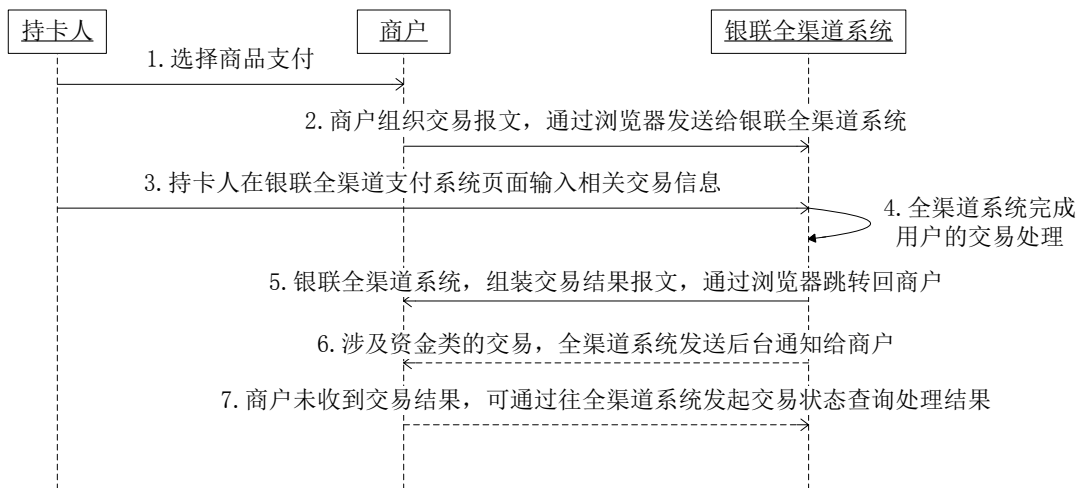 持卡人
商户
银联全渠道系统
1.选择商品支付
2.商户组织交易报文，通过浏览器发送给银联全渠道系统
3.持卡人在银联全渠道支付系统页面输入相关交易信息
4.全渠道系统完成
用户的交易处理
5.银联全渠道系统，组装交易结果报文，通过浏览器跳转回商户
6.涉及资金类的交易，全渠道系统发送后台通知给商户
7.商户未收到交易结果，可通过往全渠道系统发起交易状态查询处理结果